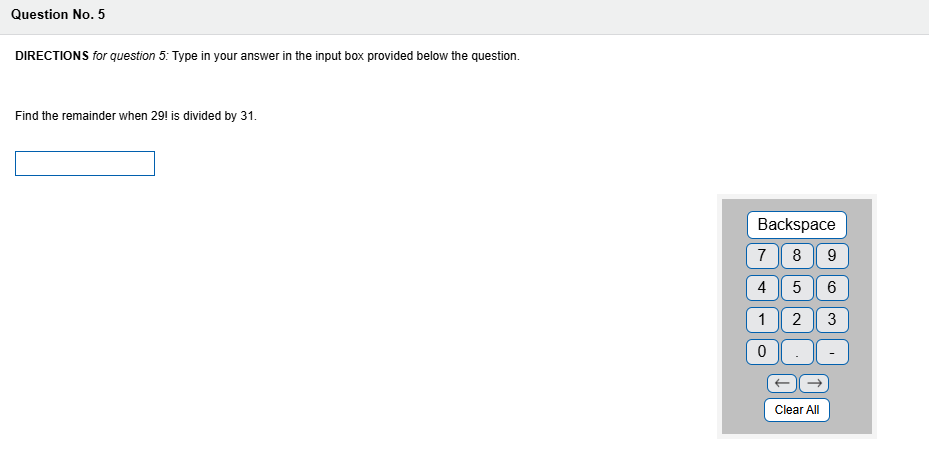 Question No. 5
DIRECTIONS for question 5: Type in your answer in the input box provided below the question.
Find the remainder when 29! is divided by 31.
Backspace
7 8 9
4 5 6
1 2 3
0 . -
← →
Clear All